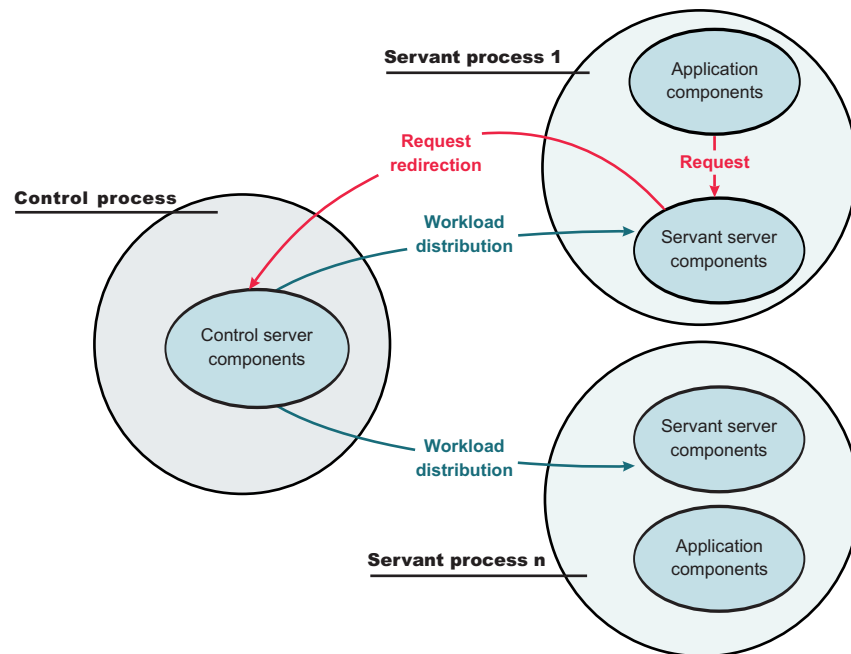 Servant process 1
Application
components
Request
redirection
Request
Control process
Workload
distribution
Servant server
components
Control server
components
Servant server
components
Workload
distribution
Application
components
Servant process n